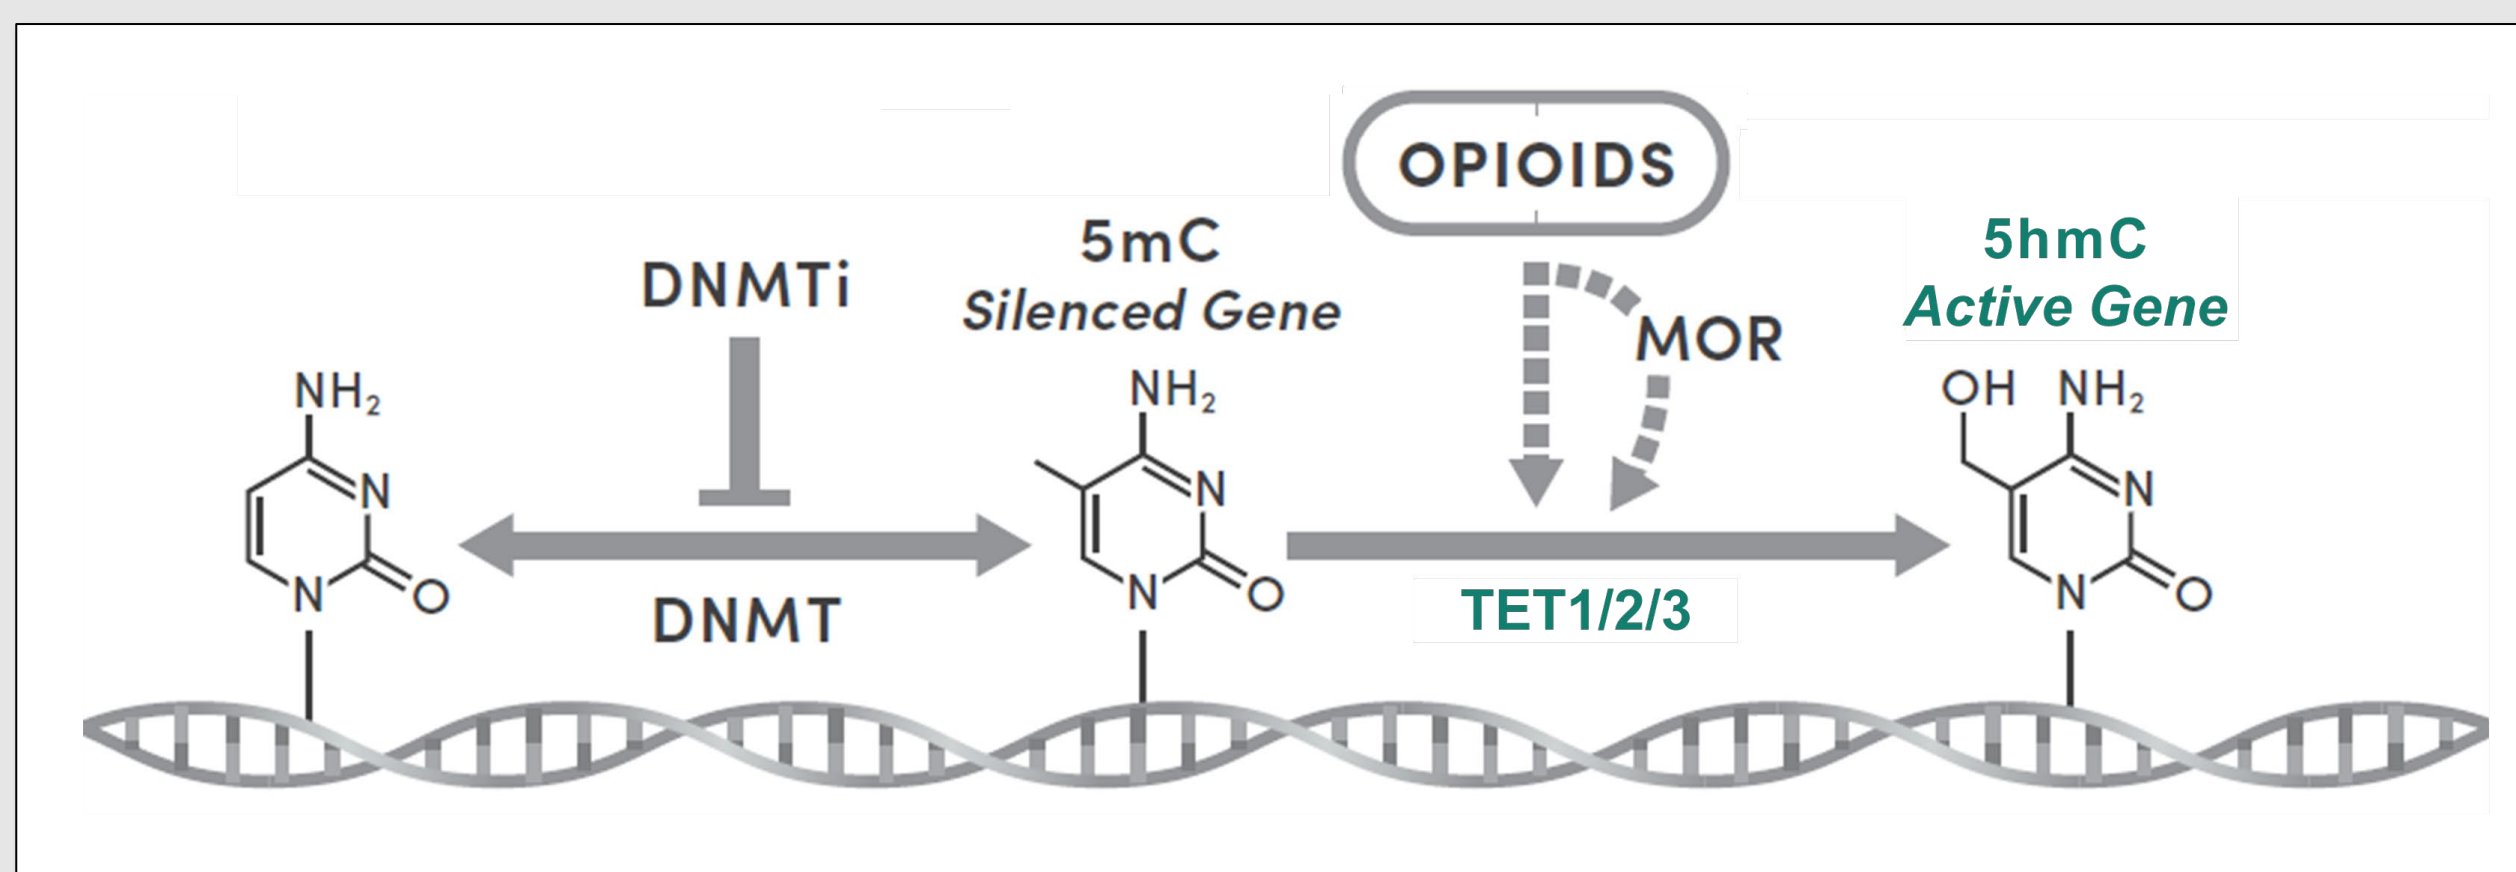 OPIOIDS
5mC
Silenced Gene
5hmC
Active Gene
DNMTi
MOR
NH₂
N
N
O
NH₂
N
N
O
OH NH₂
N
N
O
DNMT
TET1/2/3